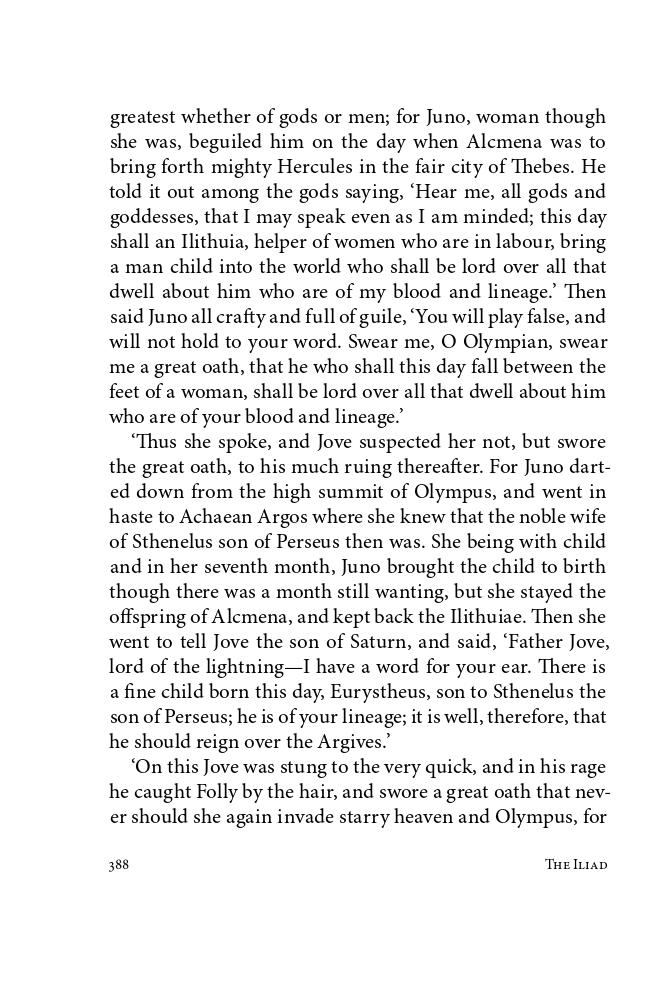 greatest whether of gods or men; for Juno, woman though
she was, beguiled him on the day when Alcmena was to
bring forth mighty Hercules in the fair city of Thebes. He
told it out among the gods saying, ‘Hear me, all gods and
goddesses, that I may speak even as I am minded; this day
shall an Ilithuia, helper of women who are in labour, bring
a man child into the world who shall be lord over all that
dwell about him who are of my blood and lineage.’ Then
said Juno all crafty and full of guile, ‘You will play false, and
will not hold to your word. Swear me, O Olympian, swear
me a great oath, that he who shall this day fall between the
feet of a woman, shall be lord over all that dwell about him
who are of your blood and lineage.’
‘Thus she spoke, and Jove suspected her not, but swore
the great oath, to his much ruing thereafter. For Juno dart-
ed down from the high summit of Olympus, and went in
haste to Achaean Argos where she knew that the noble wife
of Sthenelus son of Perseus then was. She being with child
and in her seventh month, Juno brought the child to birth
though there was a month still wanting, but she stayed the
offspring of Alcmena, and kept back the Ilithuiae. Then she
went to tell Jove the son of Saturn, and said, ‘Father Jove,
lord of the lightning—I have a word for your ear. There is
a fine child born this day, Eurystheus, son to Sthenelus the
son of Perseus; he is of your lineage; it is well, therefore, that
he should reign over the Argives.’
‘On this Jove was stung to the very quick, and in his rage
he caught Folly by the hair, and swore a great oath that nev-
er should she again invade starry heaven and Olympus, for
388 The Iliad